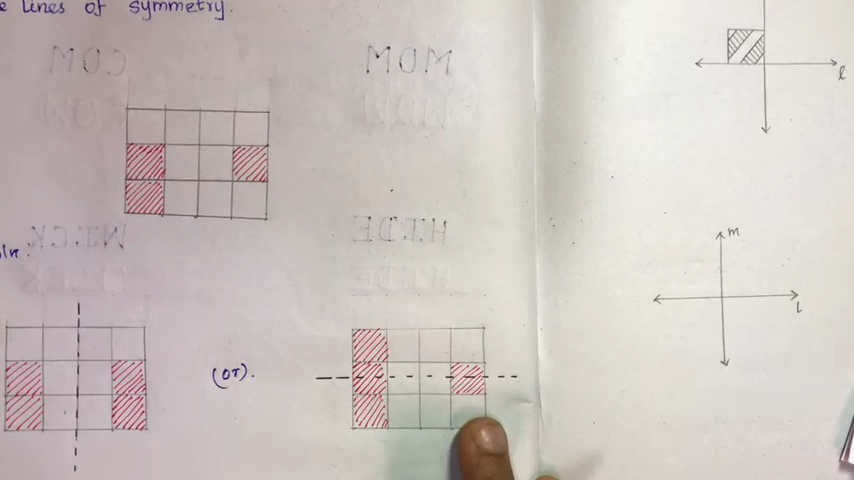 lines of symmetry.
COM
MOM
l
WICK
HIDE
m
(or).
l